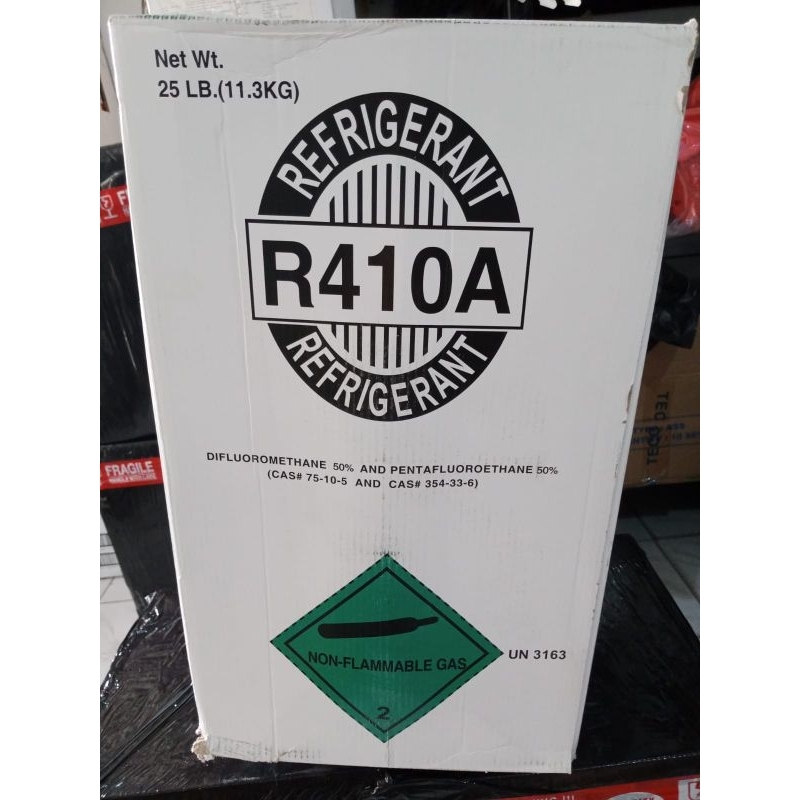 Net Wt.
25 LB.(11.3KG)
REFRIGERANT
R410A
REFRIGERANT
DIFLUOROMETHANE 50% AND PENTAFLUOROETHANE 50%
(CAS# 75-10-5 AND CAS# 354-33-6)
NON-FLAMMABLE GAS
2
UN 3163
FRAGILE